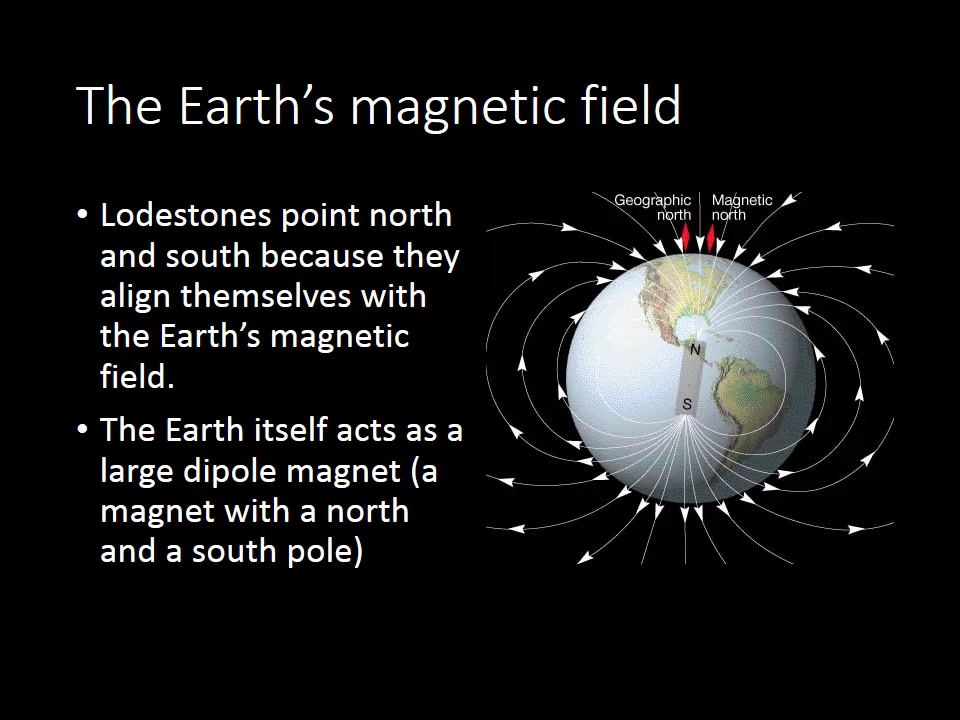 The Earth’s magnetic field
• Lodestones point north
and south because they
align themselves with
the Earth’s magnetic
field.
• The Earth itself acts as a
large dipole magnet (a
magnet with a north
and a south pole)
Geographic
north
Magnetic
north
N
S